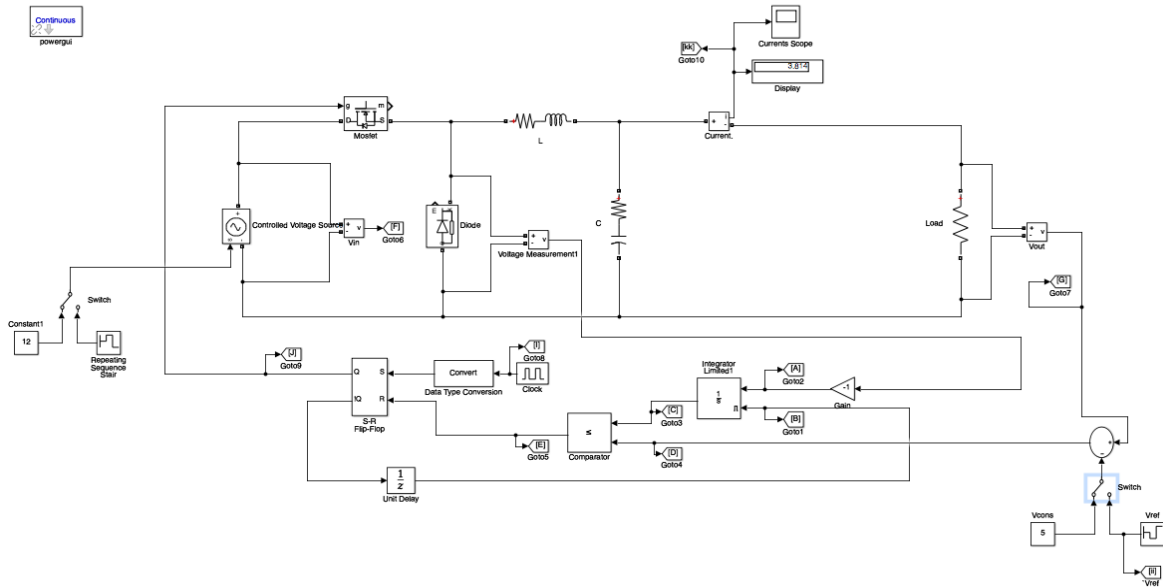 Continuous
powergui
[kk]
Goto10
Currents Scope
3.814
Display
g
m
D
S
Mosfet
L
+
-
i
Current.
Controlled Voltage Source
+
-
v
Vin
[F]
Goto6
Diode
+
-
v
Voltage Measurement1
C
Load
+
-
v
Vout
[G]
Goto7
Switch
Constant1
12
Repeating
Sequence
Stair
[J]
Goto9
Q
S
!Q
R
S-R
Flip-Flop
Convert
Data Type Conversion
[I]
Goto8
Clock
Integrator
Limited1
1
s
[A]
Goto2
-1
Gain
[B]
Goto1
[C]
Goto3
≤
Comparator
[D]
Goto4
[E]
Goto5
1
z
Unit Delay
+
-
Switch
Vcons
5
Vref
[ii]
`Vref